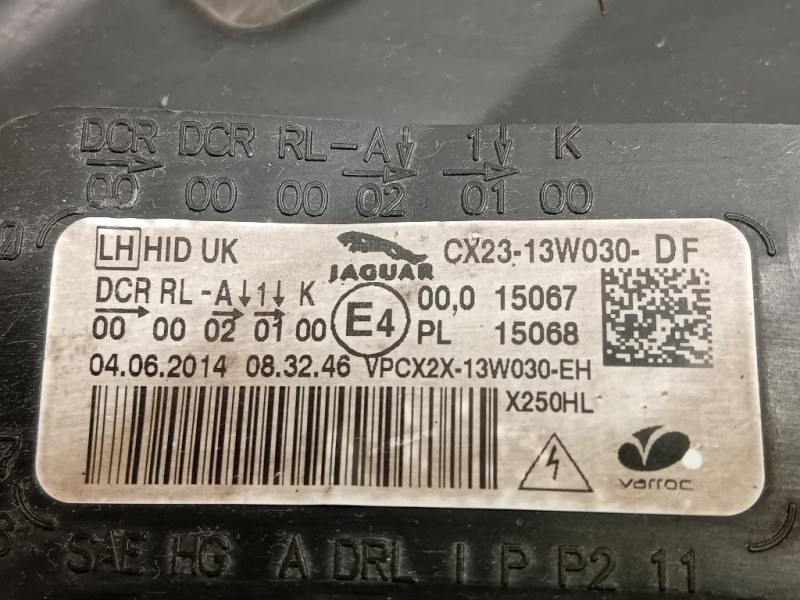 DCR DCR RL-A↓ 1↓ K
00 00 00 02 01 00
LH HID UK
JAGUAR
CX23-13W030- DF
DCR RL -A↓1↓ K
00 00 02 01 00
E4
00,0 15067
PL 15068
04.06.2014 08.32.46 VPCX2X-13W030-EH
X250HL
varroc
SAE HG A DRL I P P2 11